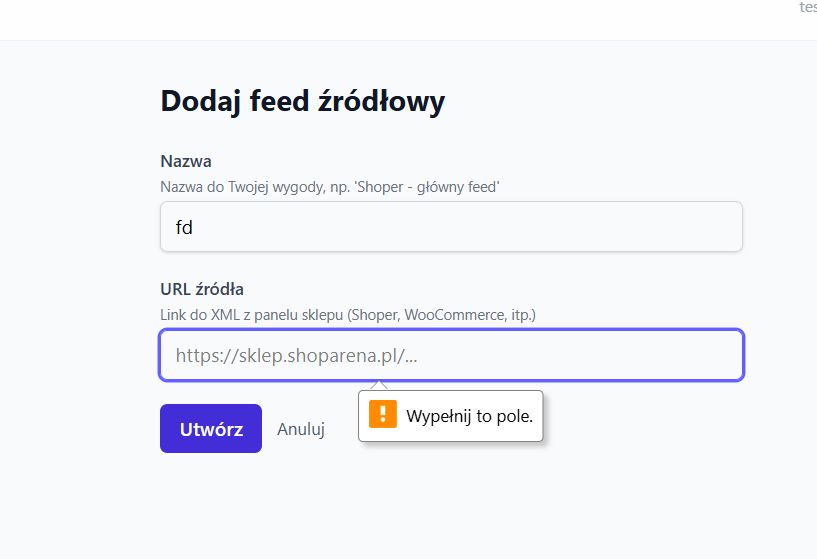 Dodaj feed źródłowy
Nazwa
Nazwa do Twojej wygody, np. 'Shoper - główny feed'
fd
URL źródła
Link do XML z panelu sklepu (Shoper, WooCommerce, itp.)
https://sklep.shoparena.pl/...
Wypełnij to pole.
Utwórz
Anuluj